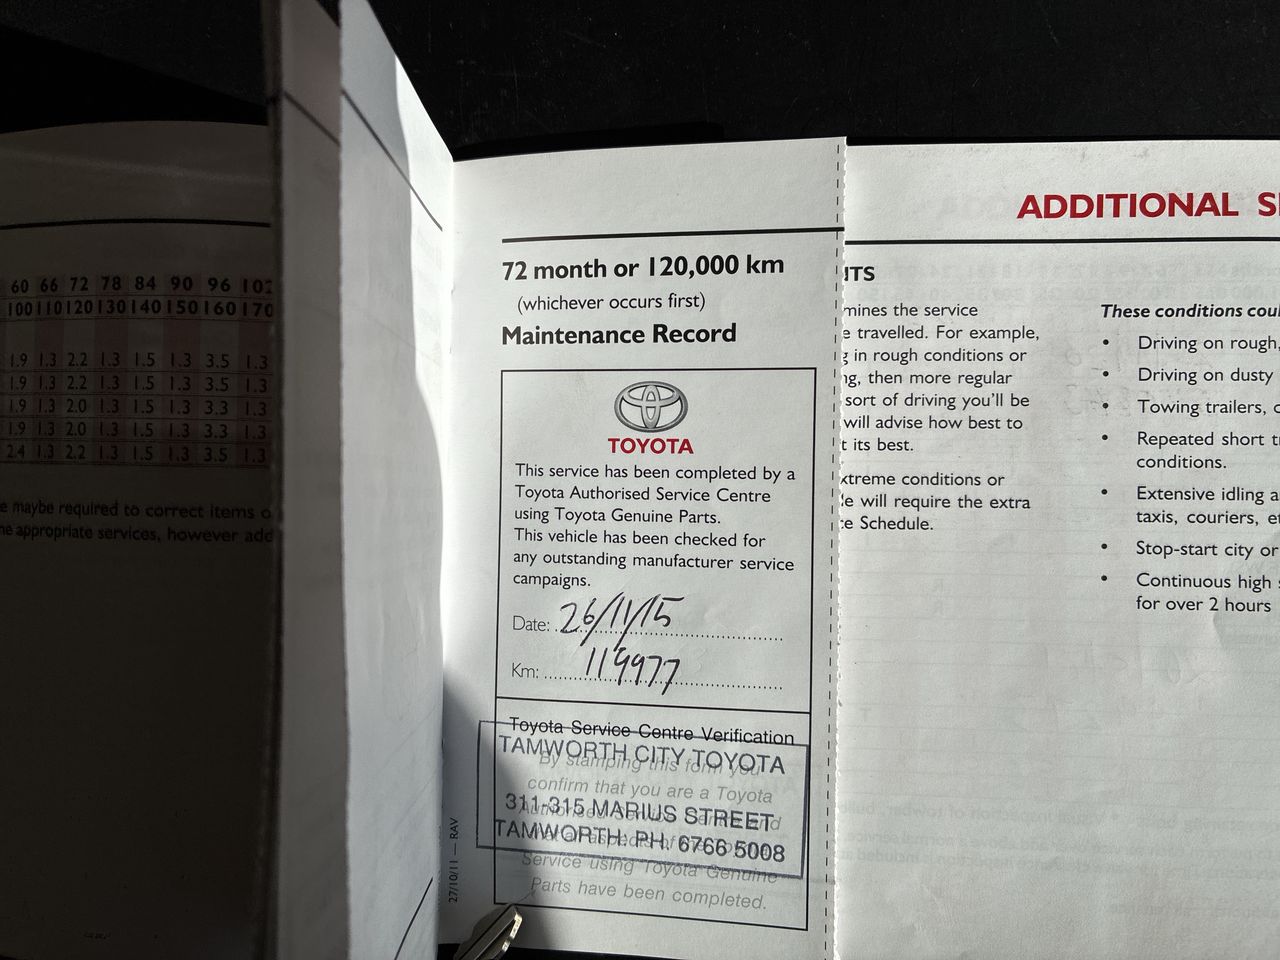 60 66 72 78 84 90 96 102
100 110 120 130 140 150 160 170
1.9 1.3 2.2 1.3 1.5 1.3 3.5 1.3
1.9 1.3 2.2 1.3 1.5 1.3 3.5 1.3
1.9 1.3 2.0 1.3 1.5 1.3 3.3 1.3
1.9 1.3 2.0 1.3 1.5 1.3 3.3 1.3
2.4 1.3 2.2 1.3 1.5 1.3 3.5 1.3
maybe required to correct items
appropriate services, however
72 month or 120,000 km
(whichever occurs first)
Maintenance Record
TOYOTA
This service has been completed by a
Toyota Authorised Service Centre
using Toyota Genuine Parts.
This vehicle has been checked for
any outstanding manufacturer service
campaigns.
Date: 26/11/15
Km: 119977
Toyota Service Centre Verification
TAMWORTH CITY TOYOTA
By stamping this form you
confirm that you are a Toyota
311-315 MARIUS STREET
TAMWORTH. PH. 6766 5008
Service using Toyota Genuine
Parts have been completed.
27/10/11 — RAV
ADDITIONAL
the service
travelled. For example,
in rough conditions or
then more regular
sort of driving you'll be
will advise how best to
its best.
conditions or
will require the extra
Schedule.
These conditions
• Driving on rough,
• Driving on dusty
• Towing trailers,
• Repeated short
conditions.
• Extensive idling
taxis, couriers,
• Stop-start city or
• Continuous high
for over 2 hours